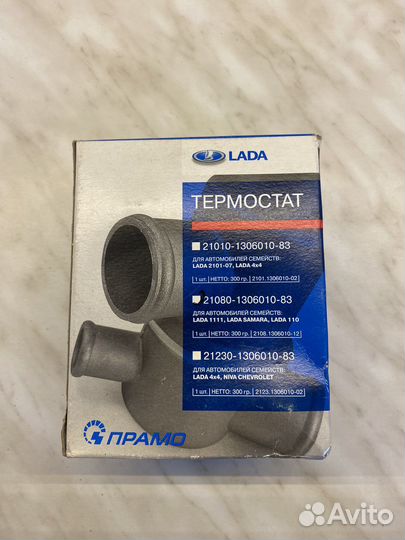 LADA
ТЕРМОСТАТ
21010-1306010-83
ДЛЯ АВТОМОБИЛЕЙ СЕМЕЙСТВ:
LADA 2101-07, LADA 4x4
1 шт. НЕТТО: 300 гр. 2101.1306010-02
21080-1306010-83
ДЛЯ АВТОМОБИЛЕЙ СЕМЕЙСТВ:
LADA 1111, LADA SAMARA, LADA 110
1 шт. НЕТТО: 300 гр. 2108.1306010-12
21230-1306010-83
ДЛЯ АВТОМОБИЛЕЙ СЕМЕЙСТВ:
LADA 4x4, NIVA CHEVROLET
1 шт. НЕТТО: 300 гр. 2123.1306010-02
ПРАМО
Avito